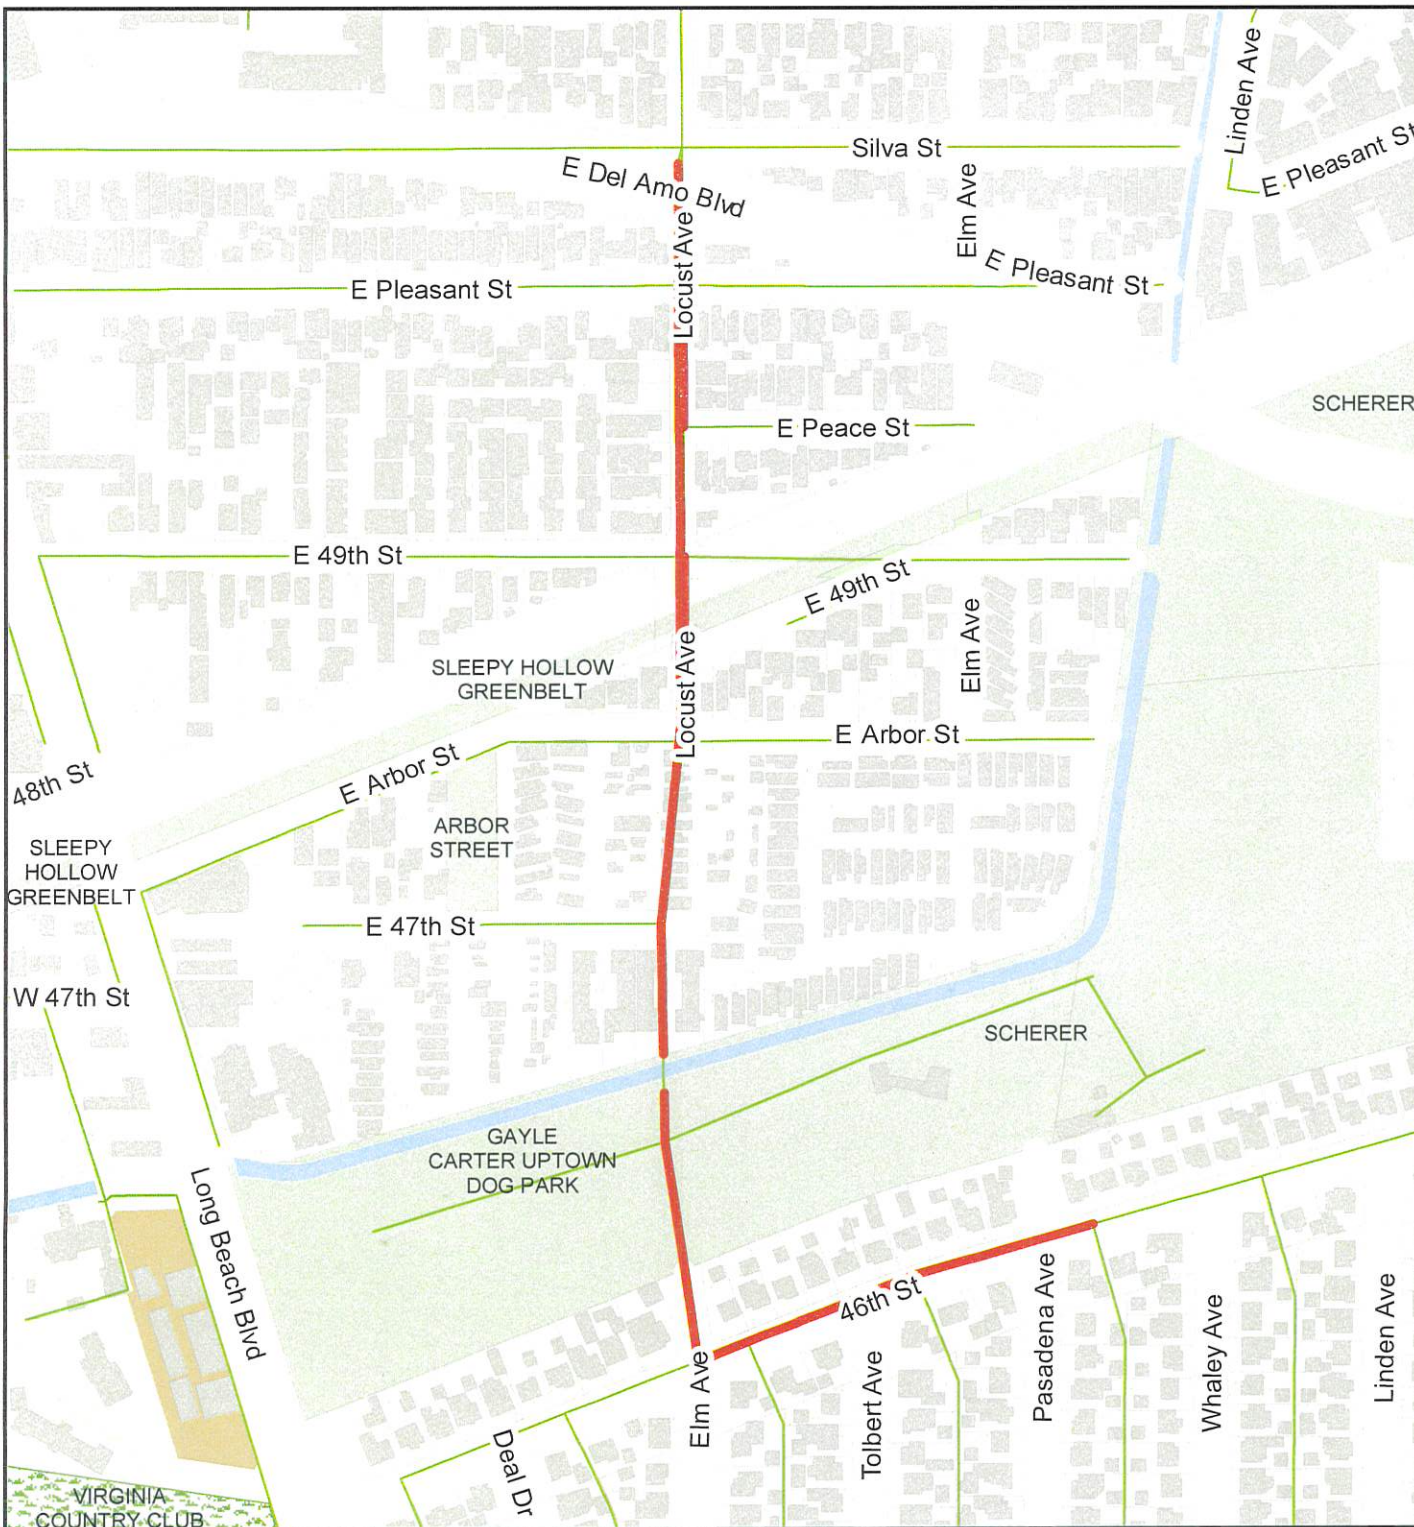 Linden Ave
Silva St
E Pleasant St
E Del Amo Blvd
Elm Ave
Locust Ave
E Pleasant St
E Pleasant St
SCHERER
E Peace St
E 49th St
E 49th St
Elm Ave
Locust Ave
SLEEPY HOLLOW
GREENBELT
E Arbor St
E Arbor St
48th St
ARBOR
STREET
SLEEPY
HOLLOW
GREENBELT
E 47th St
W 47th St
SCHERER
GAYLE
CARTER UPTOWN
DOG PARK
Long Beach Blvd
46th St
Pasadena Ave
Whaley Ave
Linden Ave
Elm Ave
Tolbert Ave
Deal Dr
VIRGINIA
COUNTRY CLUB